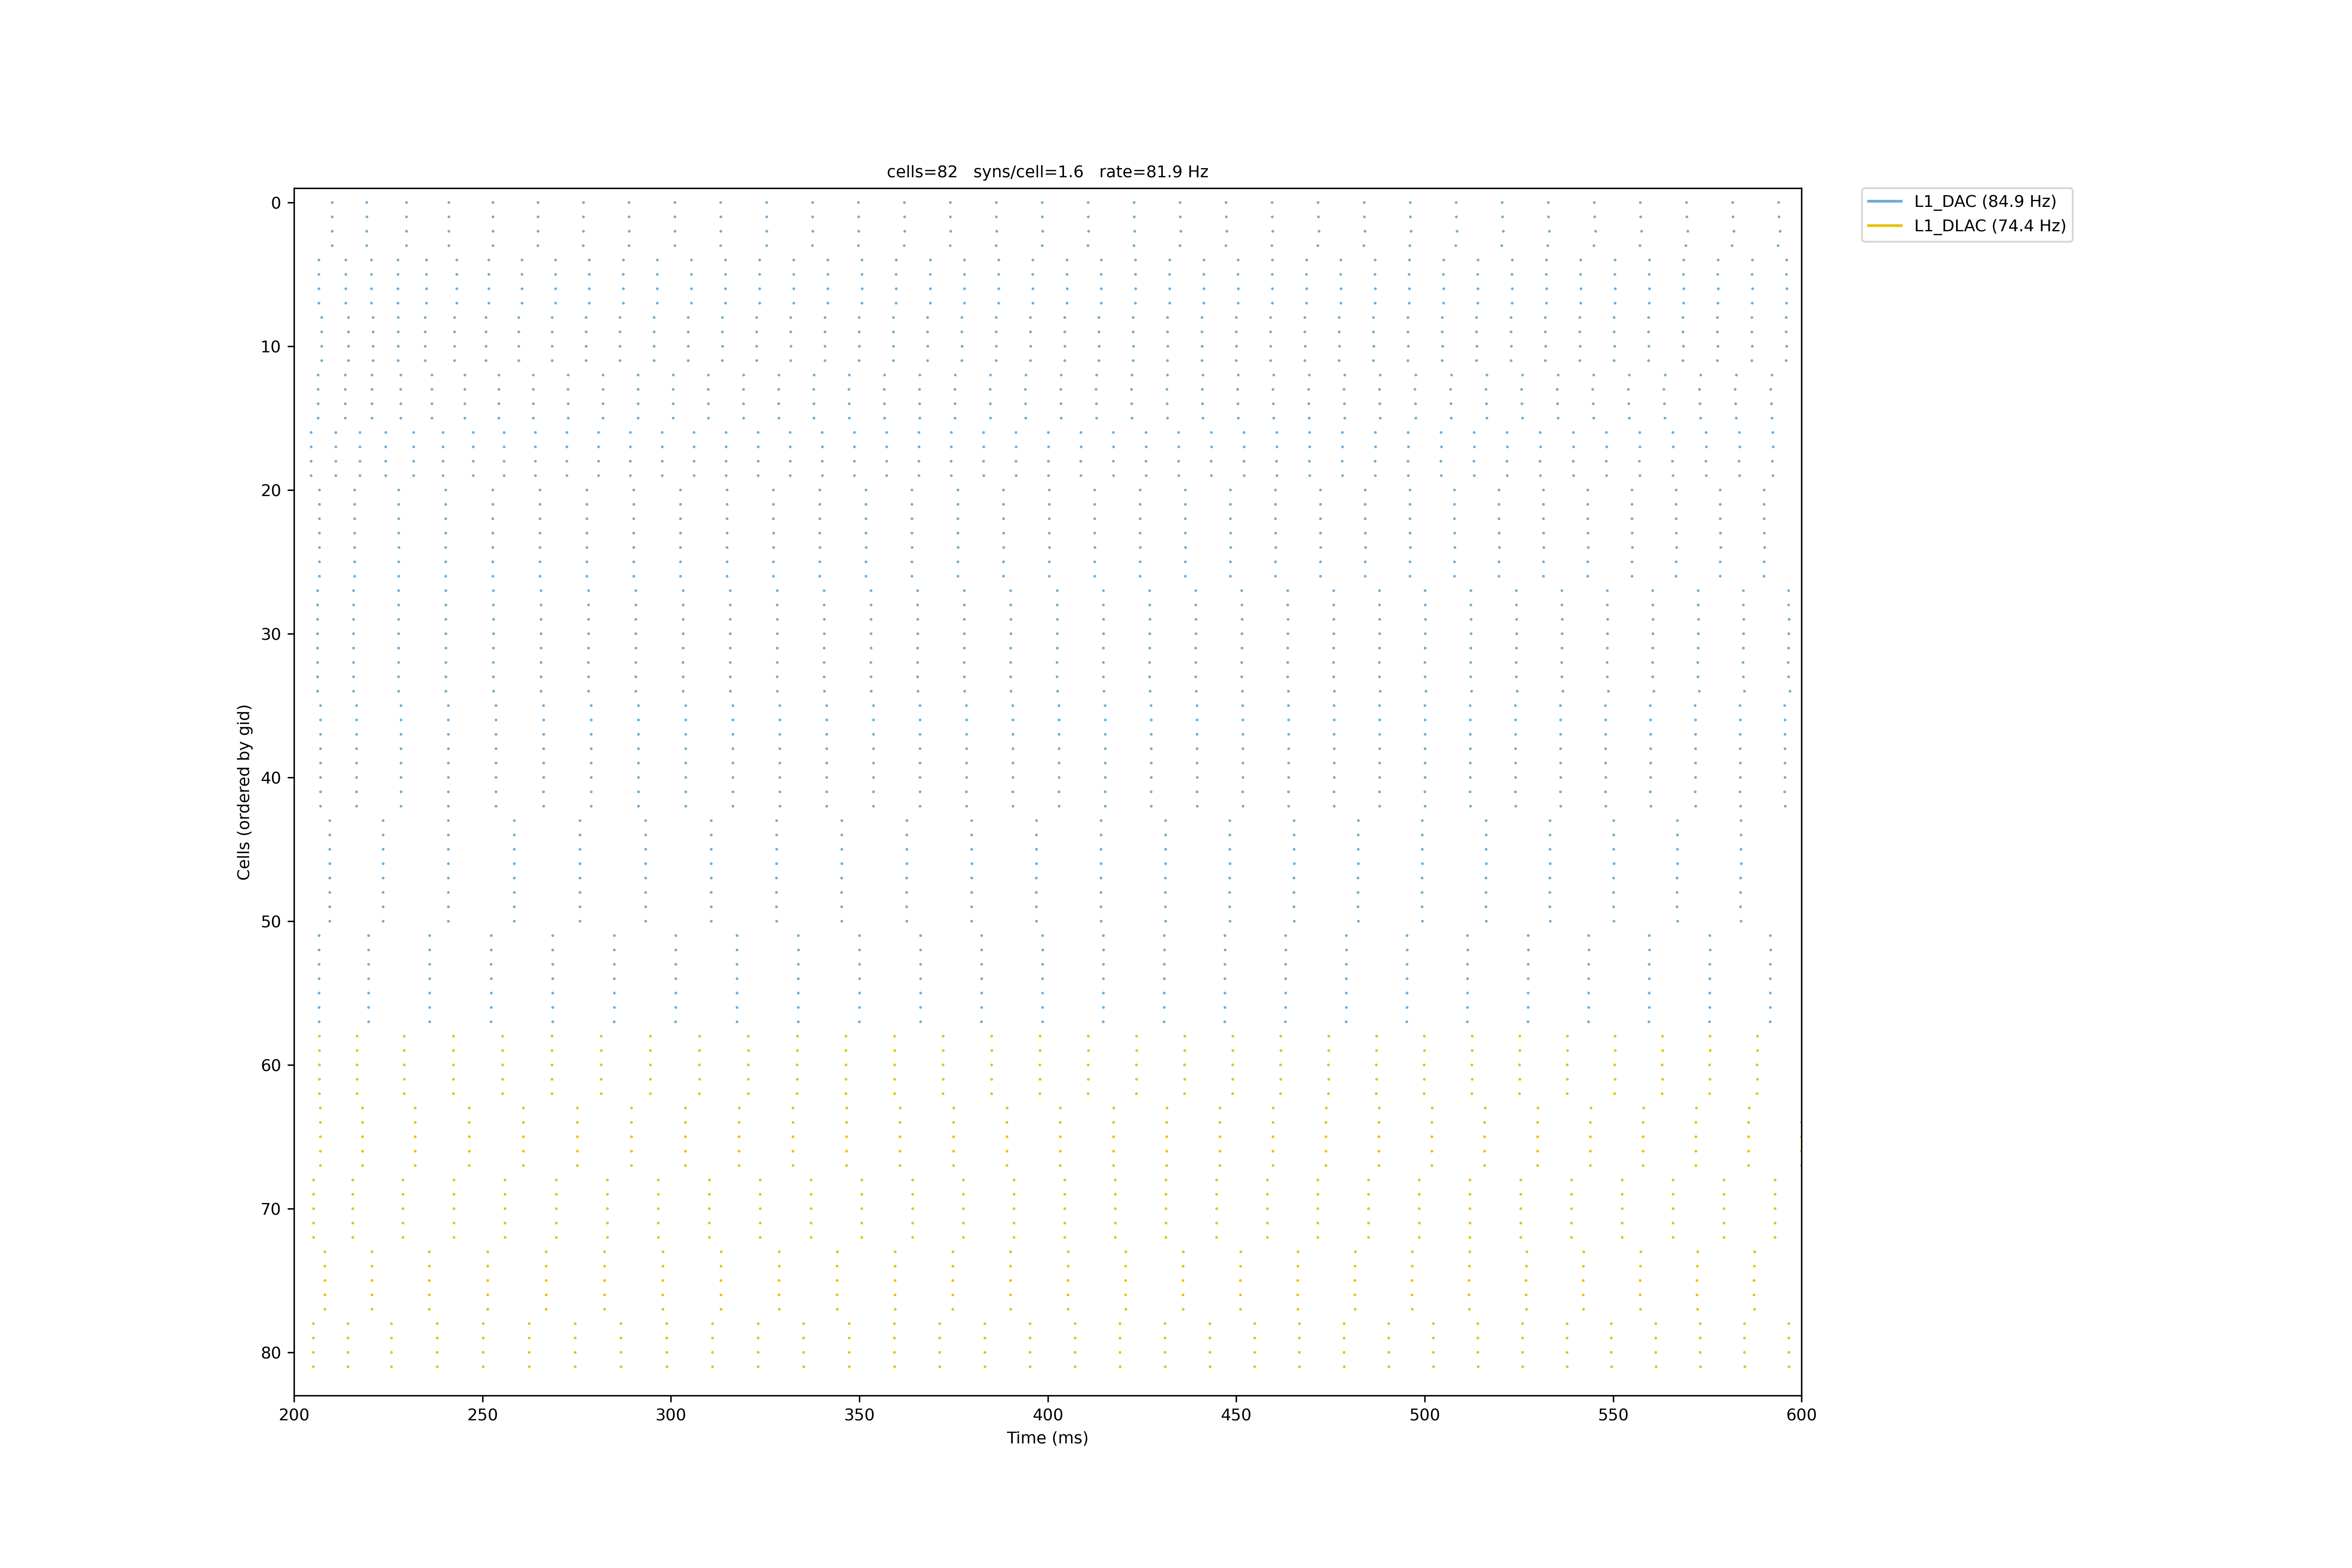 cells=82 syns/cell=1.6 rate=81.9 Hz
L1_DAC (84.9 Hz)
L1_DLAC (74.4 Hz)
Cells (ordered by gid)
0
10
20
30
40
50
60
70
80
200 250 300 350 400 450 500 550 600
Time (ms)